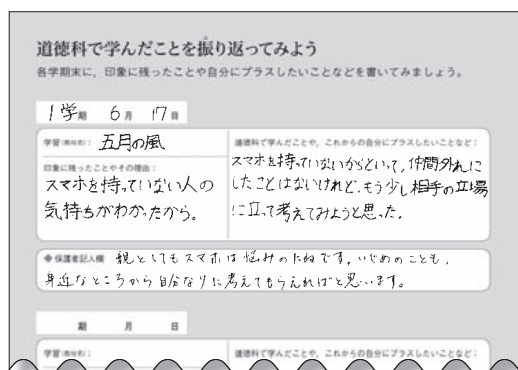 道徳科で学んだことを振り返ってみよう
各学期末に，印象に残ったことや自分にプラスしたいことなどを書いてみましょう。
1学期 6月 17日
学習(教材名)： 五月の風
印象に残ったことやその理由：
スマホを持っていない人の
気持ちがわかったから。
道徳科で学んだことや，これからの自分にプラスしたいことなど：
スマホを持っていないからといって，仲間外れに
したことはないけれど，もう少し相手の立場
に立って考えてみようと思った。
◆保護者記入欄 親としてもスマホは悩みのたねです。いじめのことも，
身近なところから自分なりに考えてもらえればと思います。
期 月 日
学習(教材名)：
道徳科で学んだことや，これからの自分にプラスしたいことなど：